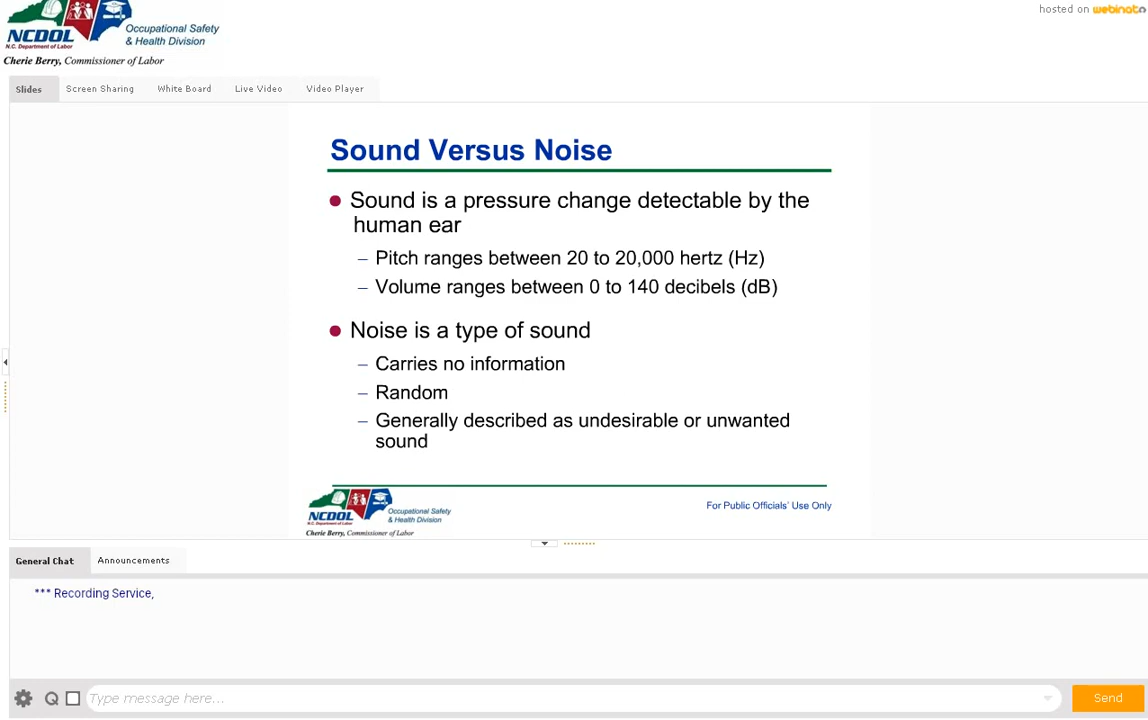 hosted on webinato
NCDOL
N.C. Department of Labor
Occupational Safety
& Health Division
Cherie Berry, Commissioner of Labor
Slides Screen Sharing White Board Live Video Video Player
Sound Versus Noise
● Sound is a pressure change detectable by the
human ear
– Pitch ranges between 20 to 20,000 hertz (Hz)
– Volume ranges between 0 to 140 decibels (dB)
● Noise is a type of sound
– Carries no information
– Random
– Generally described as undesirable or unwanted
sound
NCDOL
N.C. Department of Labor
Occupational Safety
& Health Division
Cherie Berry, Commissioner of Labor
For Public Officials' Use Only
General Chat Announcements
*** Recording Service,
Type message here...
Send